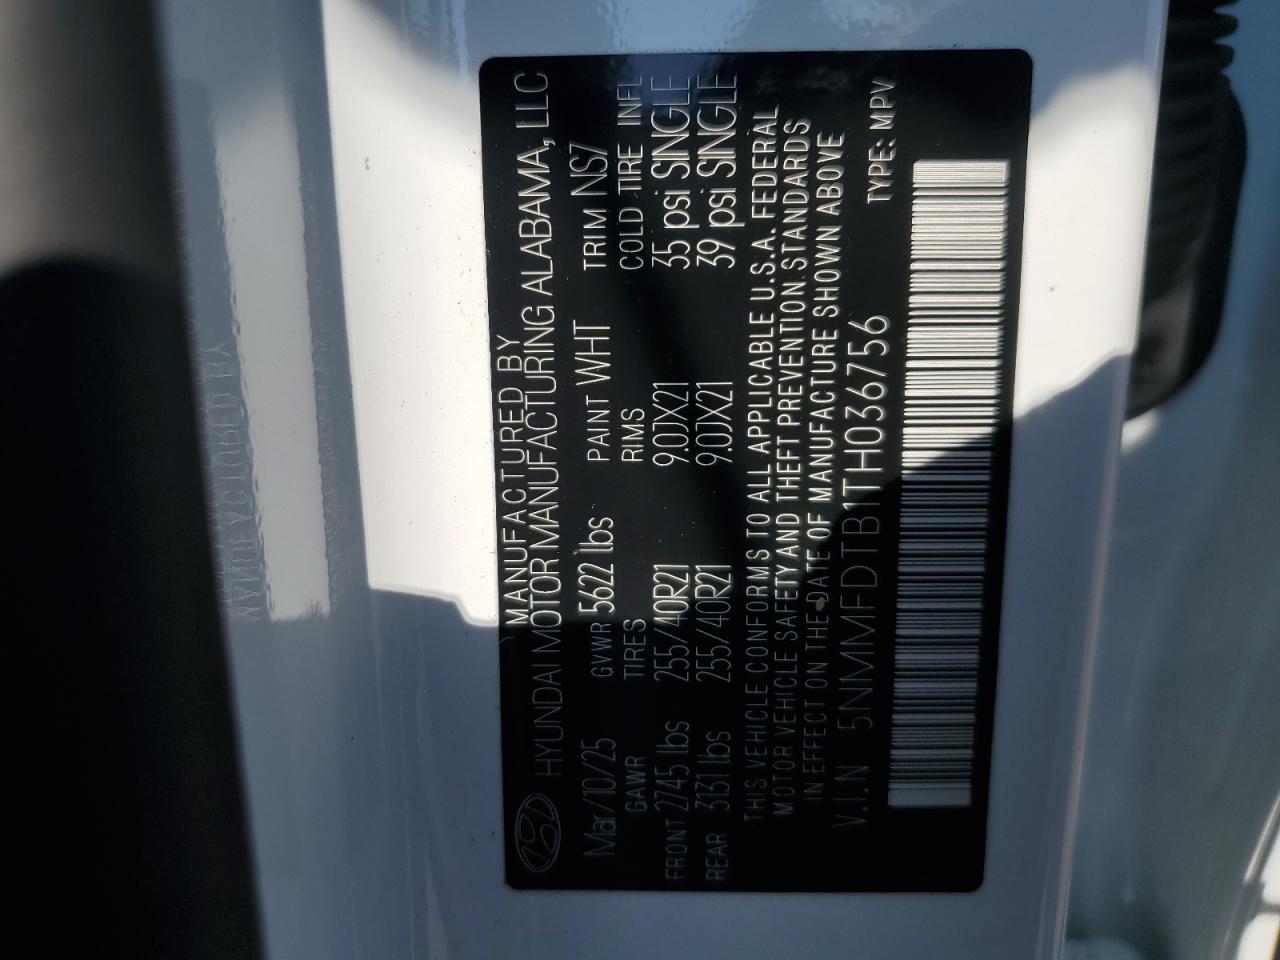 MANUFACTURED BY
HYUNDAI MOTOR MANUFACTURING ALABAMA, LLC
Mar/10/25 GVWR 5622 lbs PAINT WHT TRIM NS7
GAWR TIRES RIMS COLD TIRE INFL
FRONT 2745 lbs 255/40R21 9.0JX21 35 psi SINGLE
REAR 3131 lbs 255/40R21 9.0JX21 39 psi SINGLE
THIS VEHICLE CONFORMS TO ALL APPLICABLE U.S.A. FEDERAL
MOTOR VEHICLE SAFETY AND THEFT PREVENTION STANDARDS
IN EFFECT ON THE DATE OF MANUFACTURE SHOWN ABOVE
V.I.N 5NMMFDTB1TH036756 TYPE: MPV